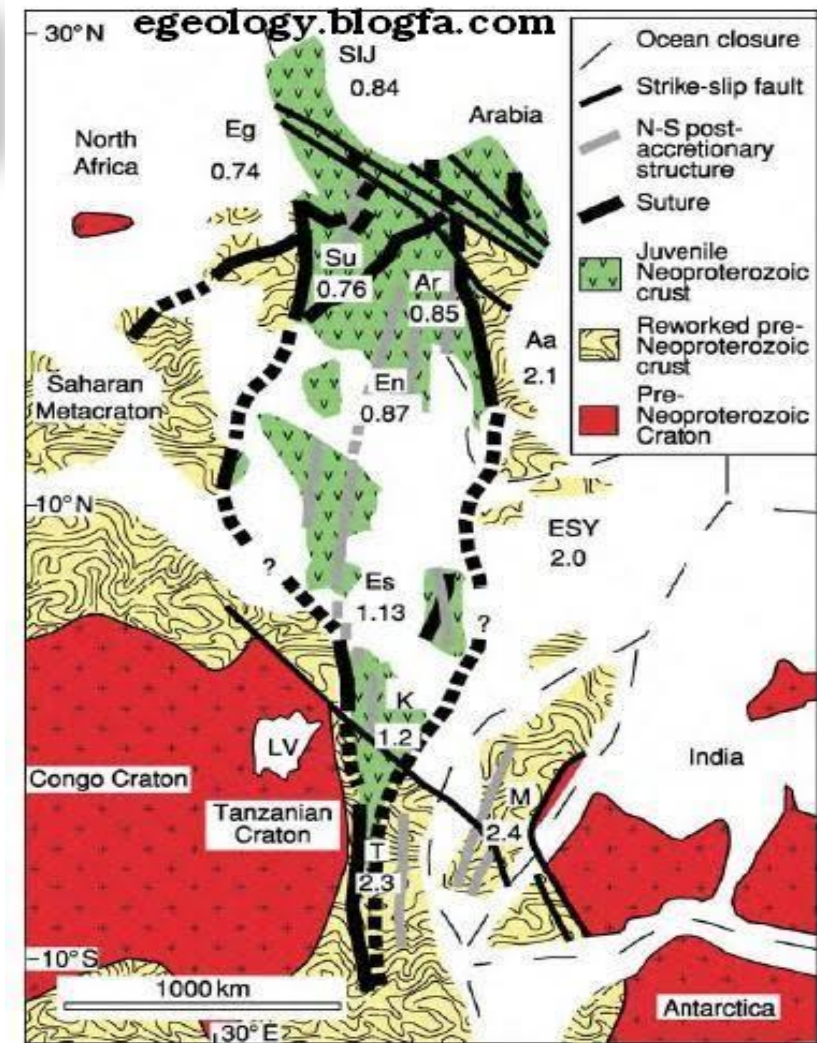 egeology.blogfa.com
30°N
SIJ
0.84
Arabia
Eg
0.74
North
Africa
Su
0.76
Ar
0.85
Aa
2.1
En
0.87
Saharan
Metacraton
10°N
ESY
2.0
?
Es
1.13
?
K
1.2
LV
India
Congo Craton
Tanzanian
Craton
M
2.4
T
2.3
10°S
1000 km
Antarctica
30°E
Ocean closure
Strike-slip fault
N-S post-
accretionary
structure
Suture
Juvenile
Neoproterozoic
crust
Reworked pre-
Neoproterozoic
crust
Pre-
Neoproterozoic
Craton